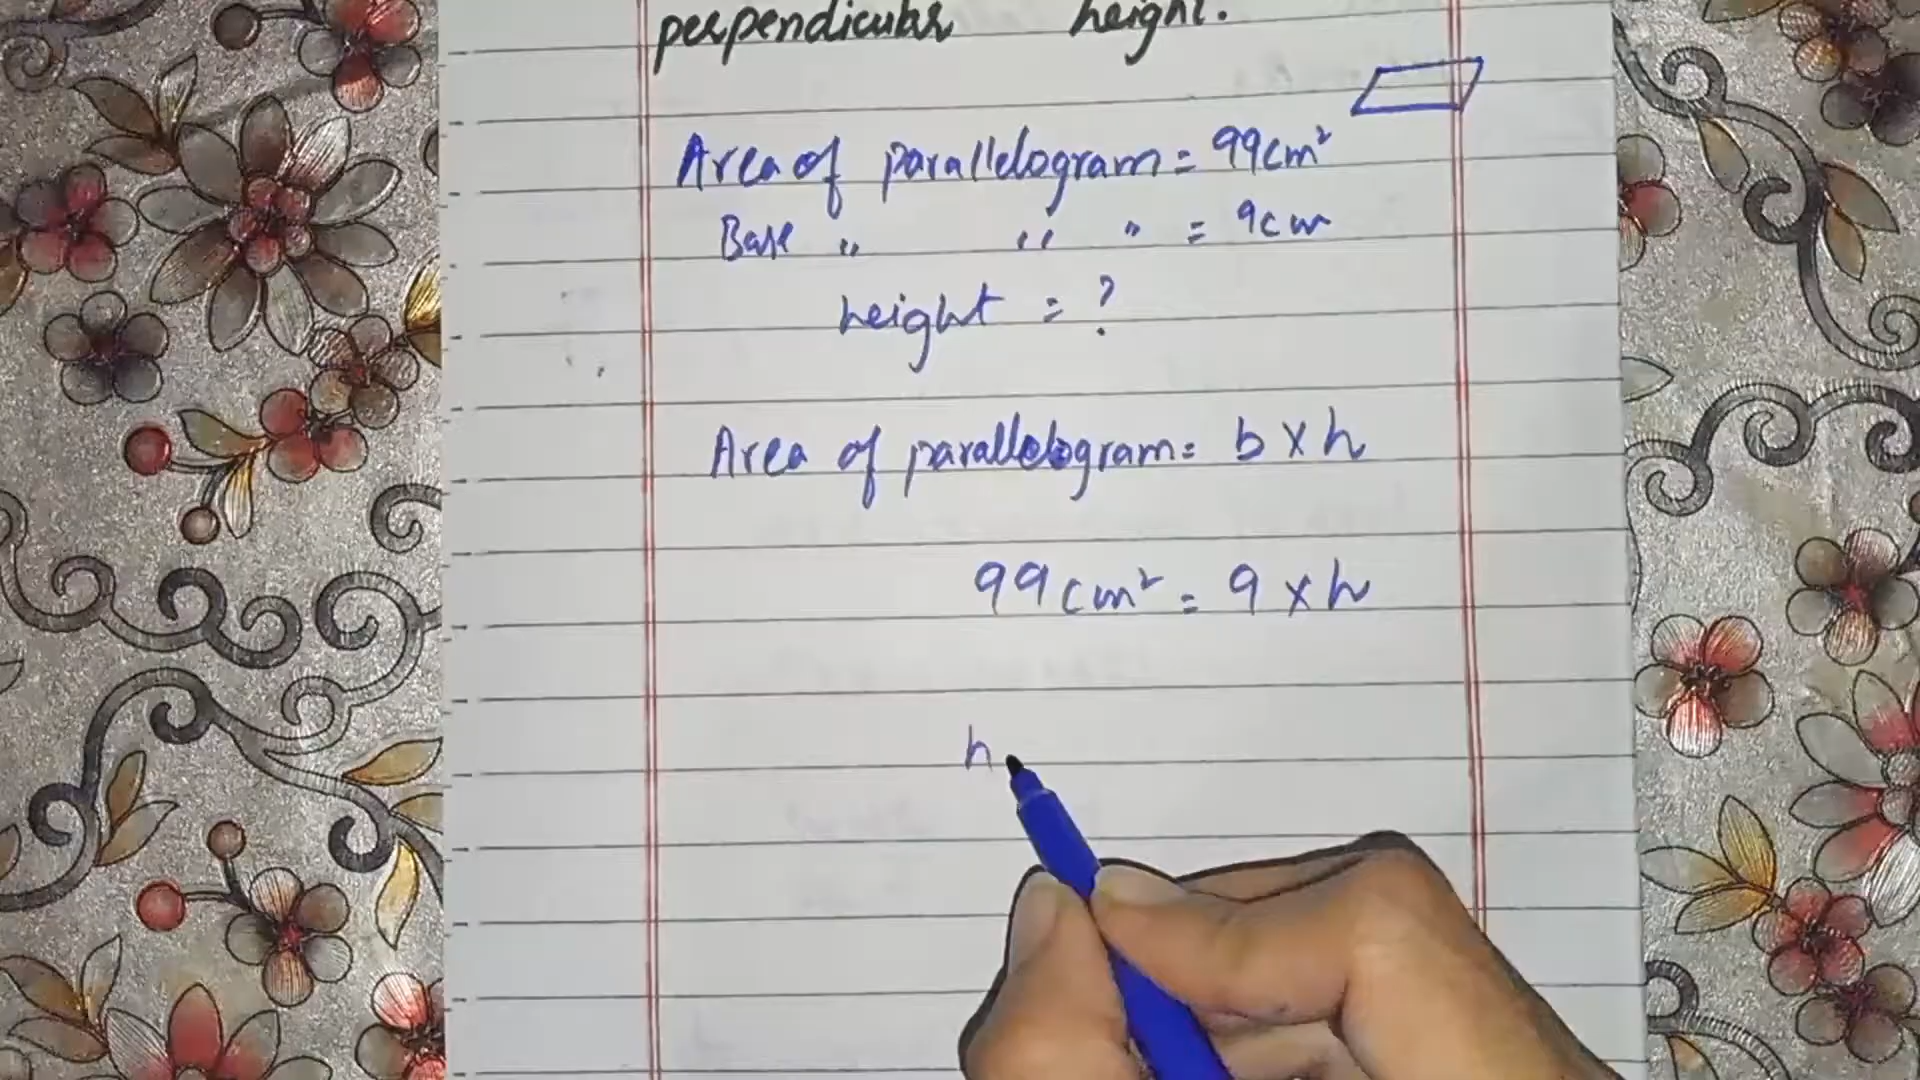 perpendicular height.
Area of parallelogram = 99cm²
Base " " " = 9cm
height = ?
Area of parallelogram = b × h
99cm² = 9 × h
h